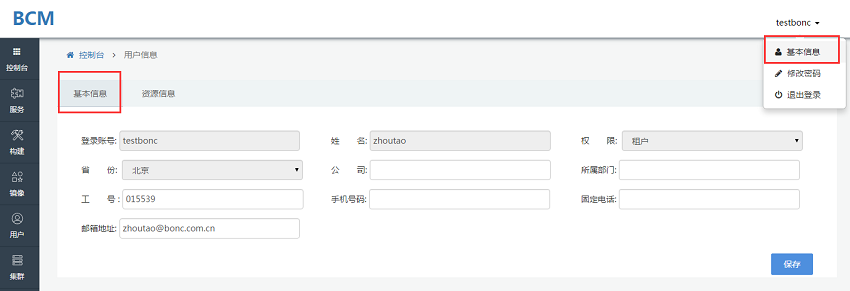 BCM
testbonc
控制台 > 用户信息
基本信息
修改密码
退出登录
控制台
服务
构建
镜像
用户
集群
基本信息 资源信息
登录账号: testbonc 姓 名: zhoutao 权 限: 租户
省 份: 北京 公 司: 所属部门:
工 号: 015539 手机号码: 固定电话:
邮箱地址: zhoutao@bonc.com.cn
保存